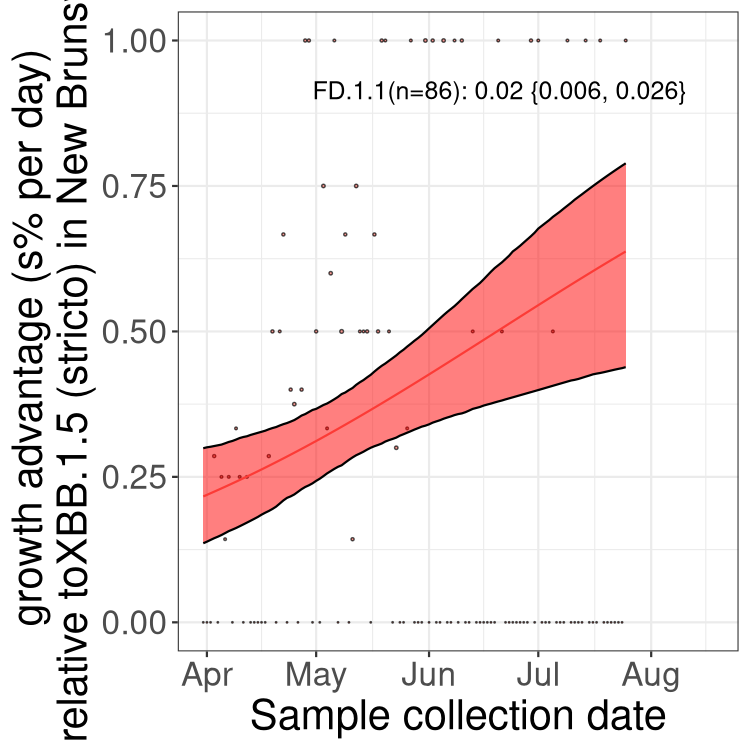 growth advantage (s% per day)
relative toXBB.1.5 (stricto) in New Bruns
1.00
0.75
0.50
0.25
0.00
FD.1.1(n=86): 0.02 {0.006, 0.026}
Apr May Jun Jul Aug
Sample collection date